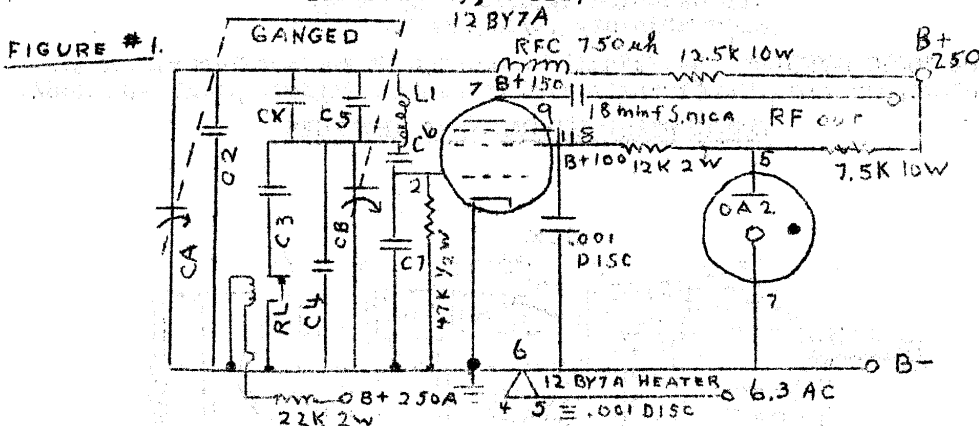 12 BY7A
FIGURE #1.
GANGED
RFC 750uh
12.5K 10W
B+
250
7
B+150
L1
9
18 mmf S.MICA
RF OUT
CX
C5
C
6
8
C2
2
B+100
12K 2W
5
7.5K 10W
C3
CB
0A2
CA
C7
47K ½W
.001
DISC
RL
C4
7
6
B-
12 BY7A HEATER
6.3 AC
B+ 250A
4
5
.001 DISC
22K 2W